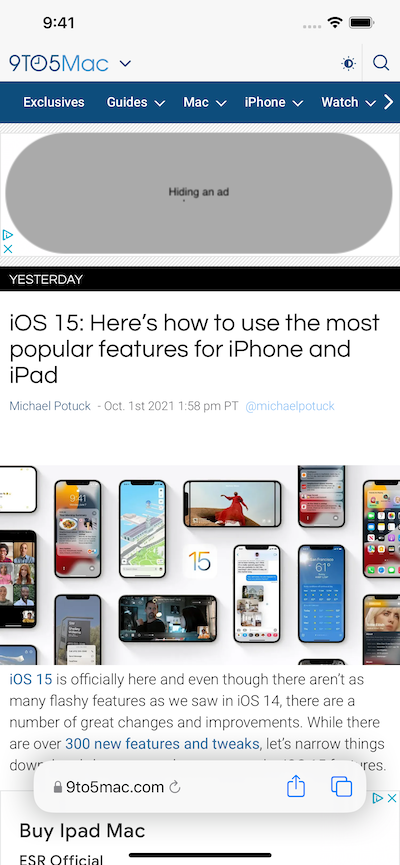 9:41
9TO5Mac
Exclusives Guides Mac iPhone Watch
Hiding an ad
YESTERDAY
iOS 15: Here's how to use the most
popular features for iPhone and
iPad
Michael Potuck - Oct. 1st 2021 1:58 pm PT @michaelpotuck
9:41
15
San Francisco
61°
iOS 15 is officially here and even though there aren't as
many flashy features as we saw in iOS 14, there are a
number of great changes and improvements. While there
are over 300 new features and tweaks, let's narrow things
9to5mac.com
Buy Ipad Mac
ESR Official